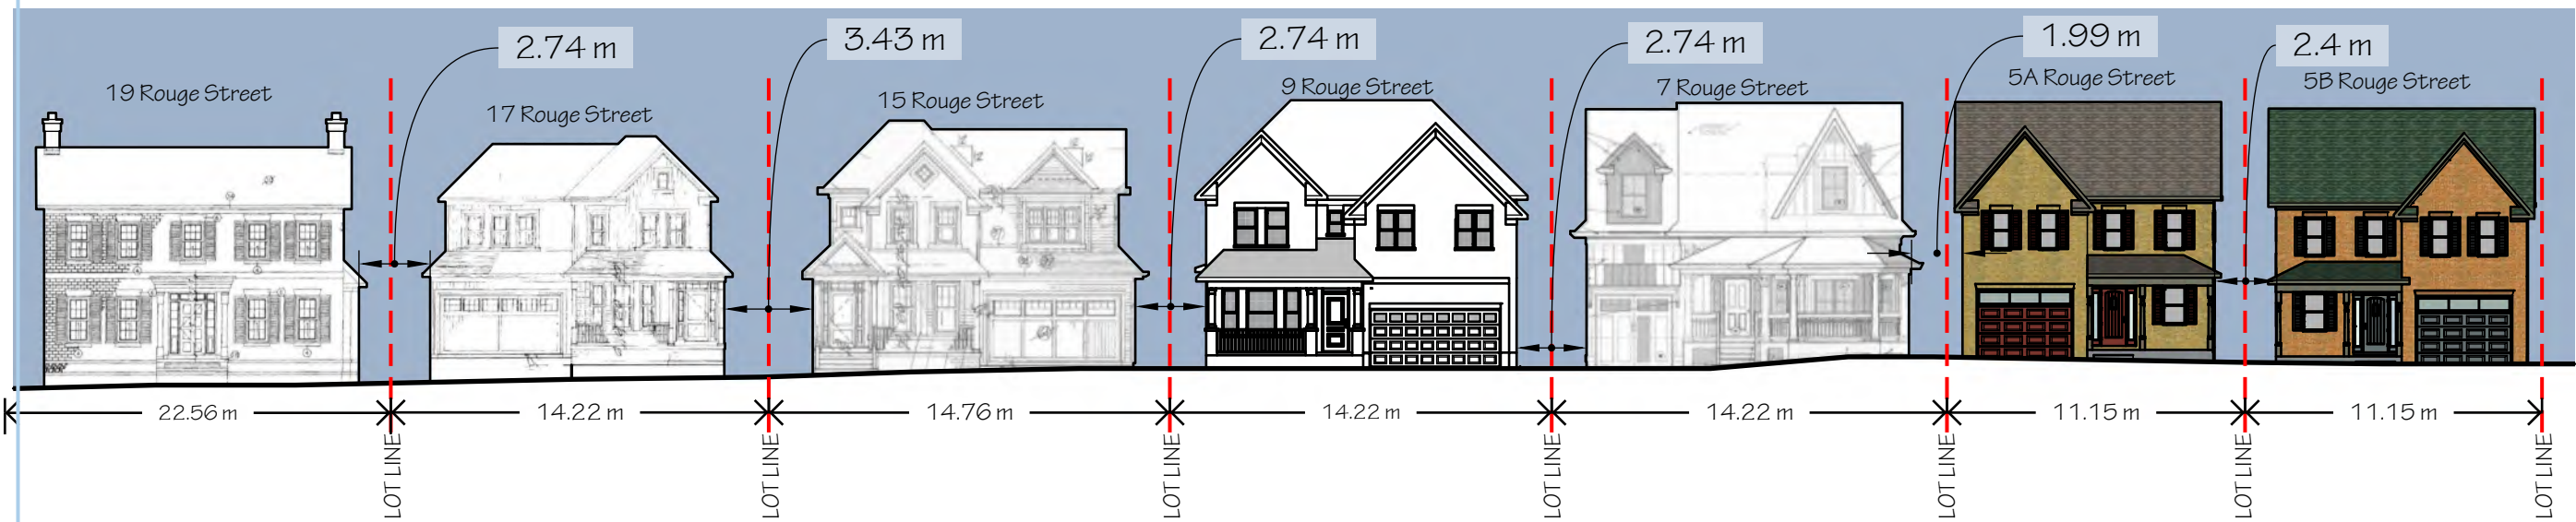 2.74 m
3.43 m
2.74 m
2.74 m
1.99 m
2.4 m
19 Rouge Street
17 Rouge Street
15 Rouge Street
9 Rouge Street
7 Rouge Street
5A Rouge Street
5B Rouge Street
22.56 m
14.22 m
14.76 m
14.22 m
14.22 m
11.15 m
11.15 m
LOT LINE
LOT LINE
LOT LINE
LOT LINE
LOT LINE
LOT LINE
LOT LINE